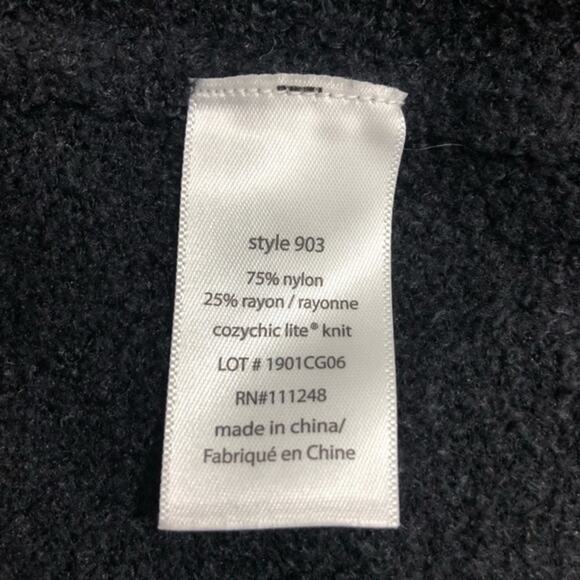 style 903
75% nylon
25% rayon / rayonne
cozychic lite® knit
LOT # 1901CG06
RN#111248
made in china/
Fabriqué en Chine